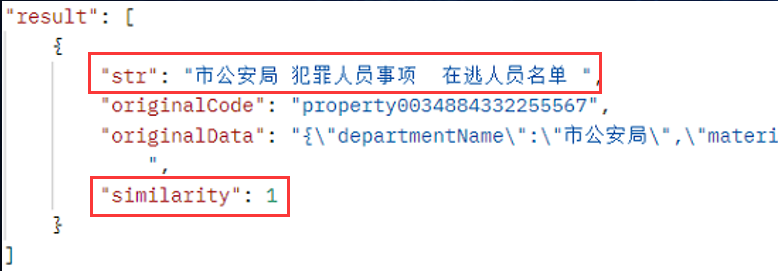 "result": [
{
"str": "市公安局 犯罪人员事项  在逃人员名单 ",
"originalCode": "property0034884332255567",
"originalData": "{\"departmentName\":\"市公安局\",\"materi
",
"similarity": 1
}
]